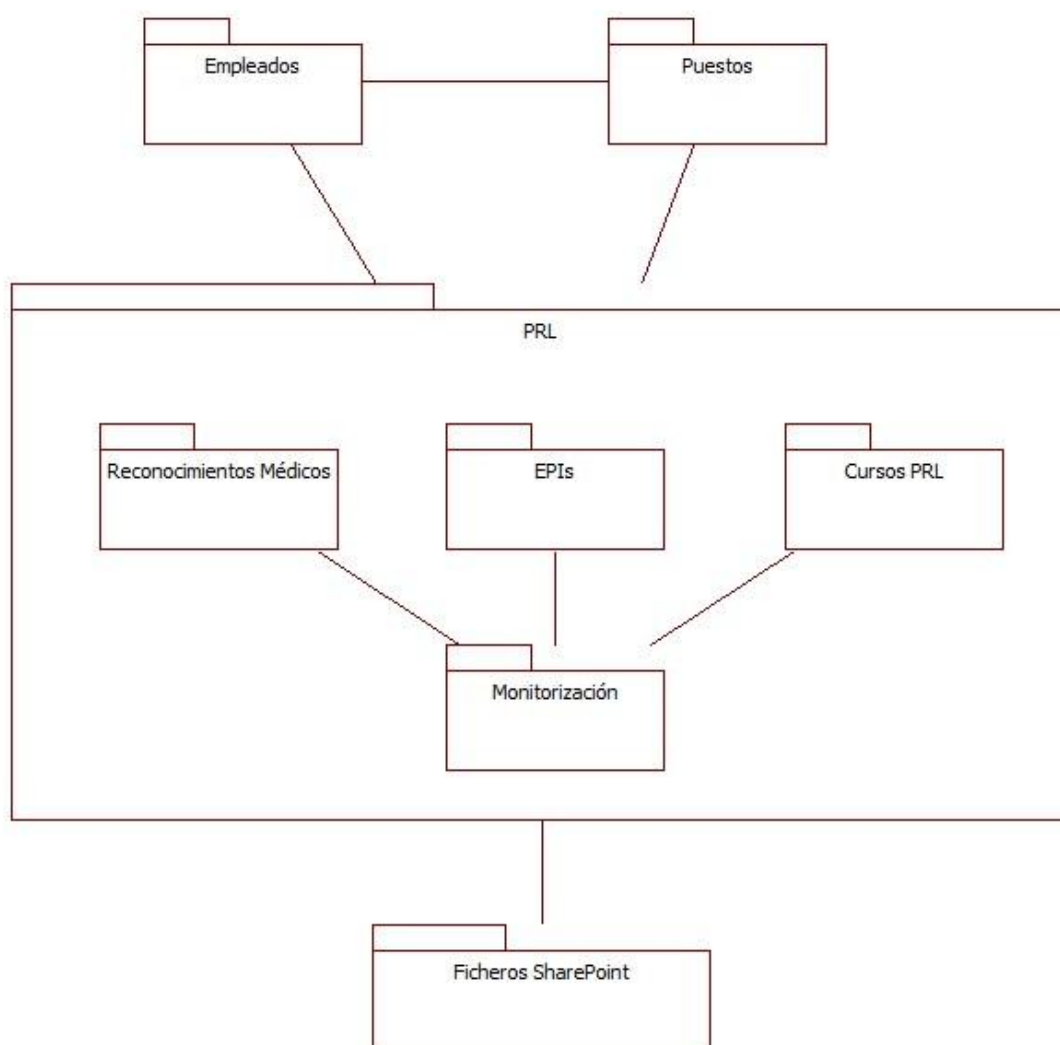 Empleados
Puestos
PRL
Reconocimientos Médicos
EPIs
Cursos PRL
Monitorización
Ficheros SharePoint